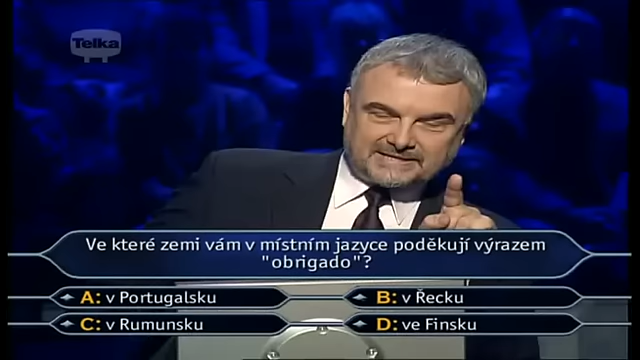 Telka
Ve které zemi vám v místním jazyce poděkují výrazem
"obrigado"?
A: v Portugalsku
B: v Řecku
C: v Rumunsku
D: ve Finsku